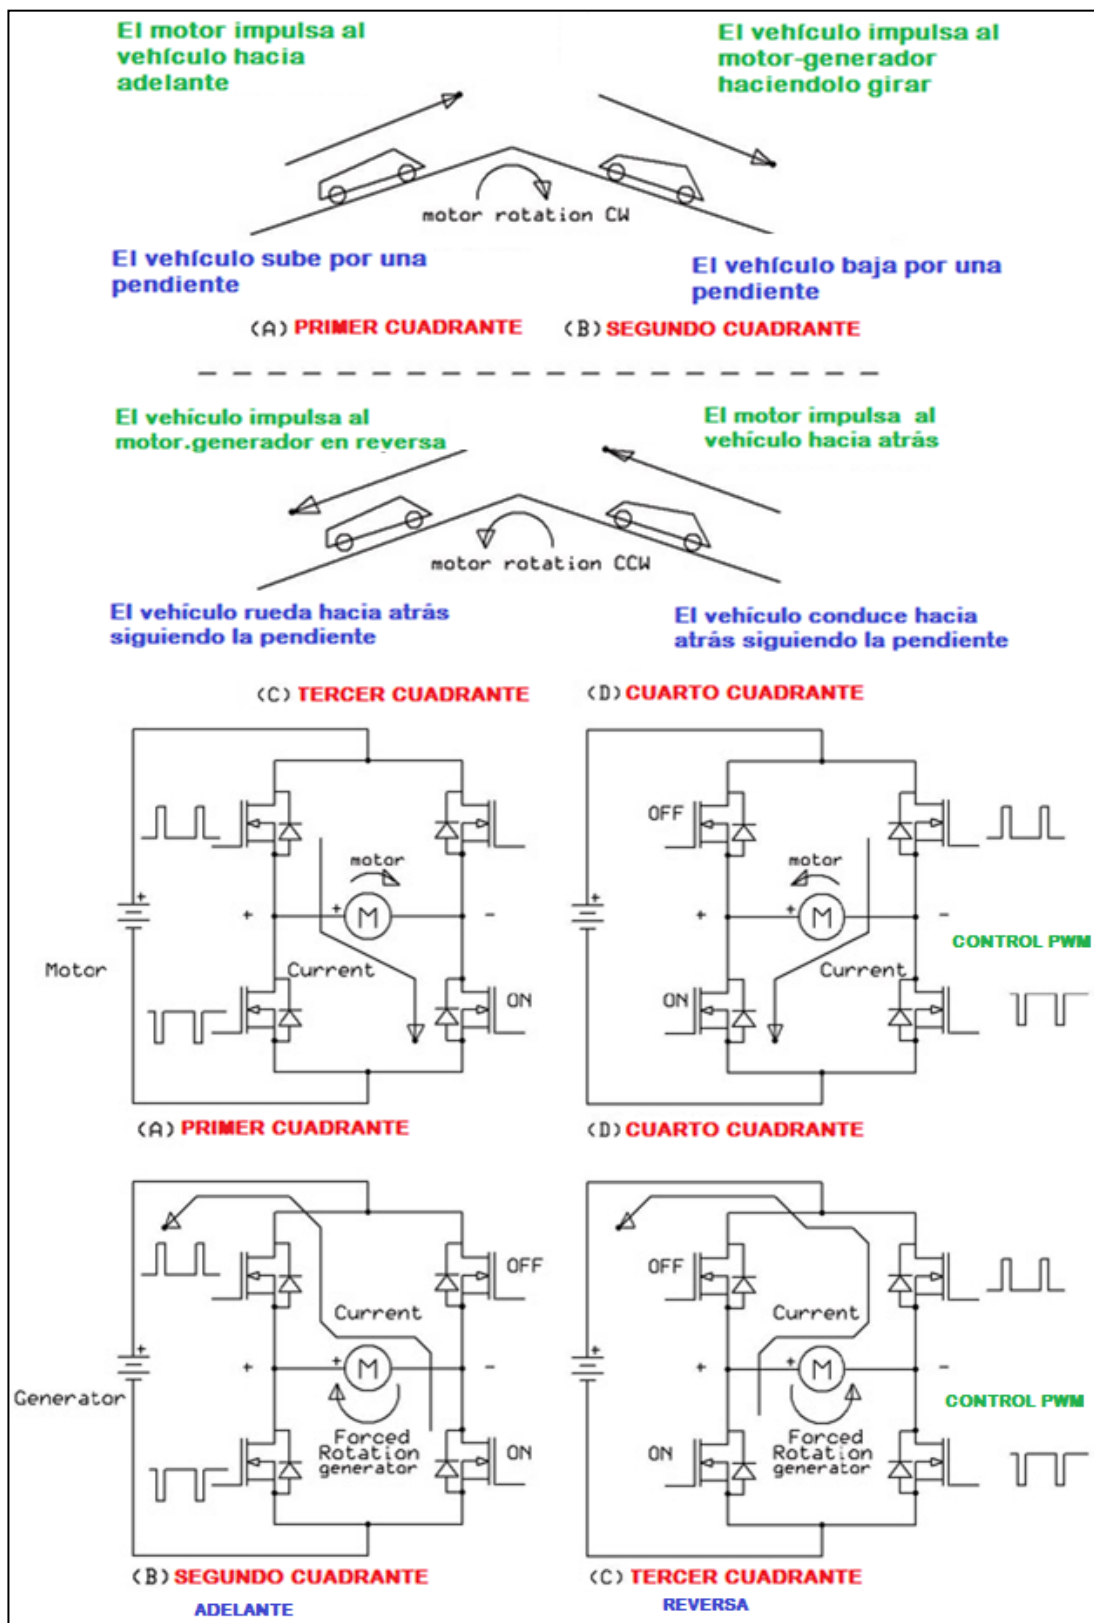 El motor impulsa al
vehículo hacia
adelante
El vehículo impulsa al
motor-generador
haciendolo girar
motor rotation CW
El vehículo sube por una
pendiente
El vehículo baja por una
pendiente
(A) PRIMER CUADRANTE
(B) SEGUNDO CUADRANTE
El vehículo impulsa al
motor.generador en reversa
El motor impulsa al
vehículo hacia atrás
motor rotation CCW
El vehículo rueda hacia atrás
siguiendo la pendiente
El vehículo conduce hacia
atrás siguiendo la pendiente
(C) TERCER CUADRANTE
(D) CUARTO CUADRANTE
motor
+
+
+
M
-
Motor
Current
ON
(A) PRIMER CUADRANTE
OFF
motor
+
+
+
M
-
CONTROL PWM
ON
Current
(D) CUARTO CUADRANTE
OFF
Current
+
+
+
M
-
Generator
Forced
Rotation
generator
ON
(B) SEGUNDO CUADRANTE
ADELANTE
OFF
Current
+
+
+
M
-
CONTROL PWM
ON
Forced
Rotation
generator
(C) TERCER CUADRANTE
REVERSA